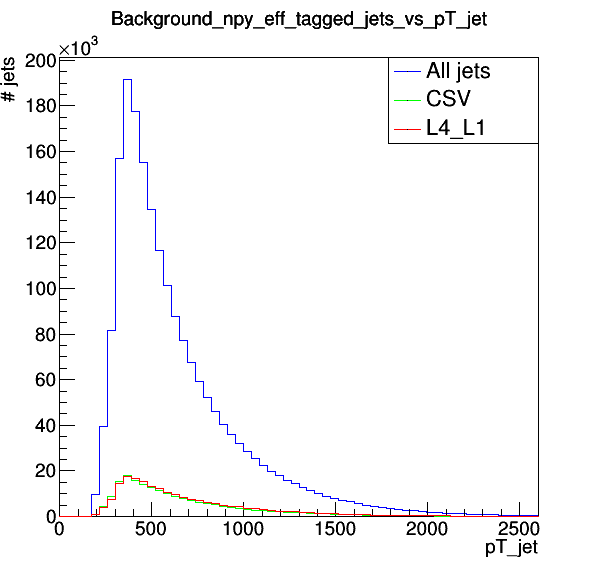 Background_npy_eff_tagged_jets_vs_pT_jet
×10³
# jets
200
180
160
140
120
100
80
60
40
20
0
All jets
CSV
L4_L1
0 500 1000 1500 2000 2500
pT_jet